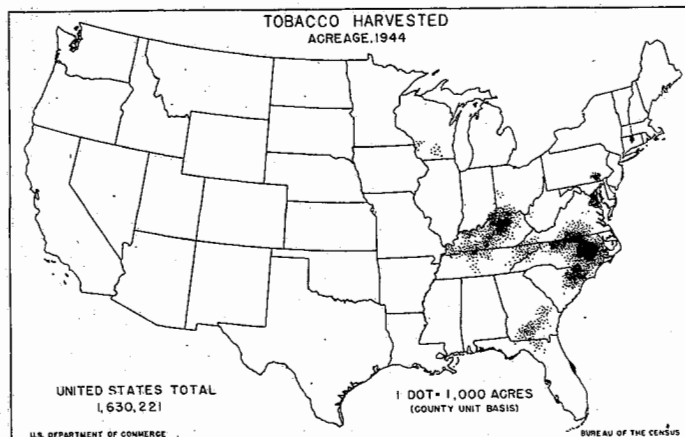 TOBACCO HARVESTED
ACREAGE, 1944
UNITED STATES TOTAL
1,630,221
1 DOT = 1,000 ACRES
(COUNTY UNIT BASIS)
U.S. DEPARTMENT OF COMMERCE
BUREAU OF THE CENSUS